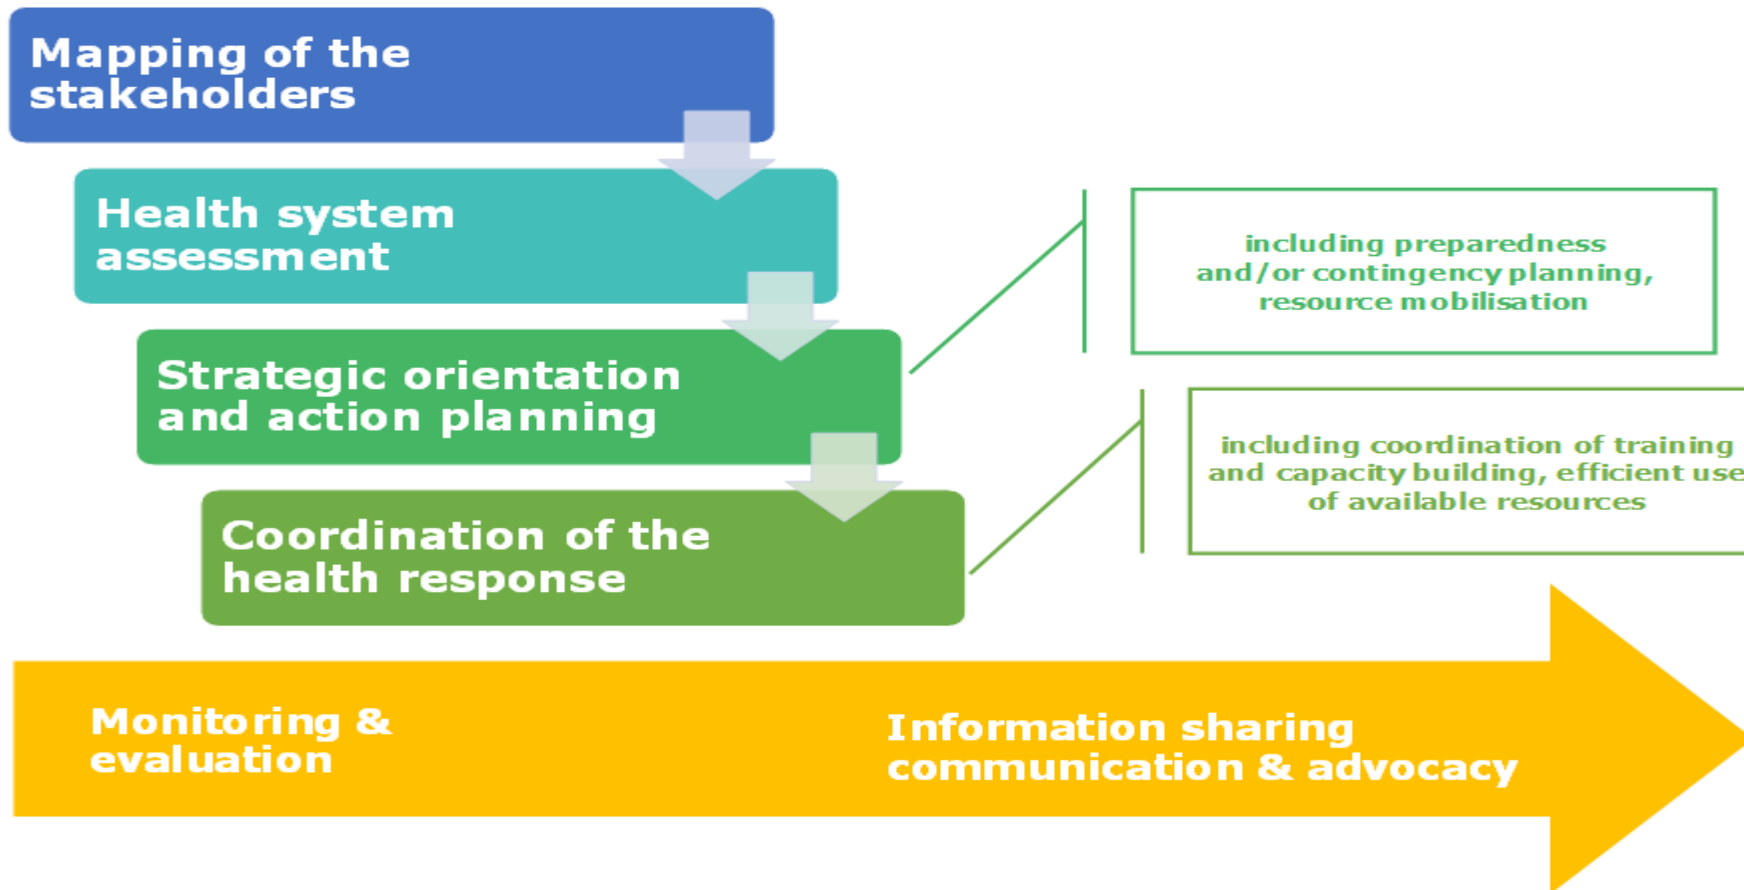 Mapping of the
stakeholders
Health system
assessment
including preparedness
and/or contingency planning,
resource mobilisation
Strategic orientation
and action planning
including coordination of training
and capacity building, efficient use
of available resources
Coordination of the
health response
Monitoring &
evaluation
Information sharing
communication & advocacy